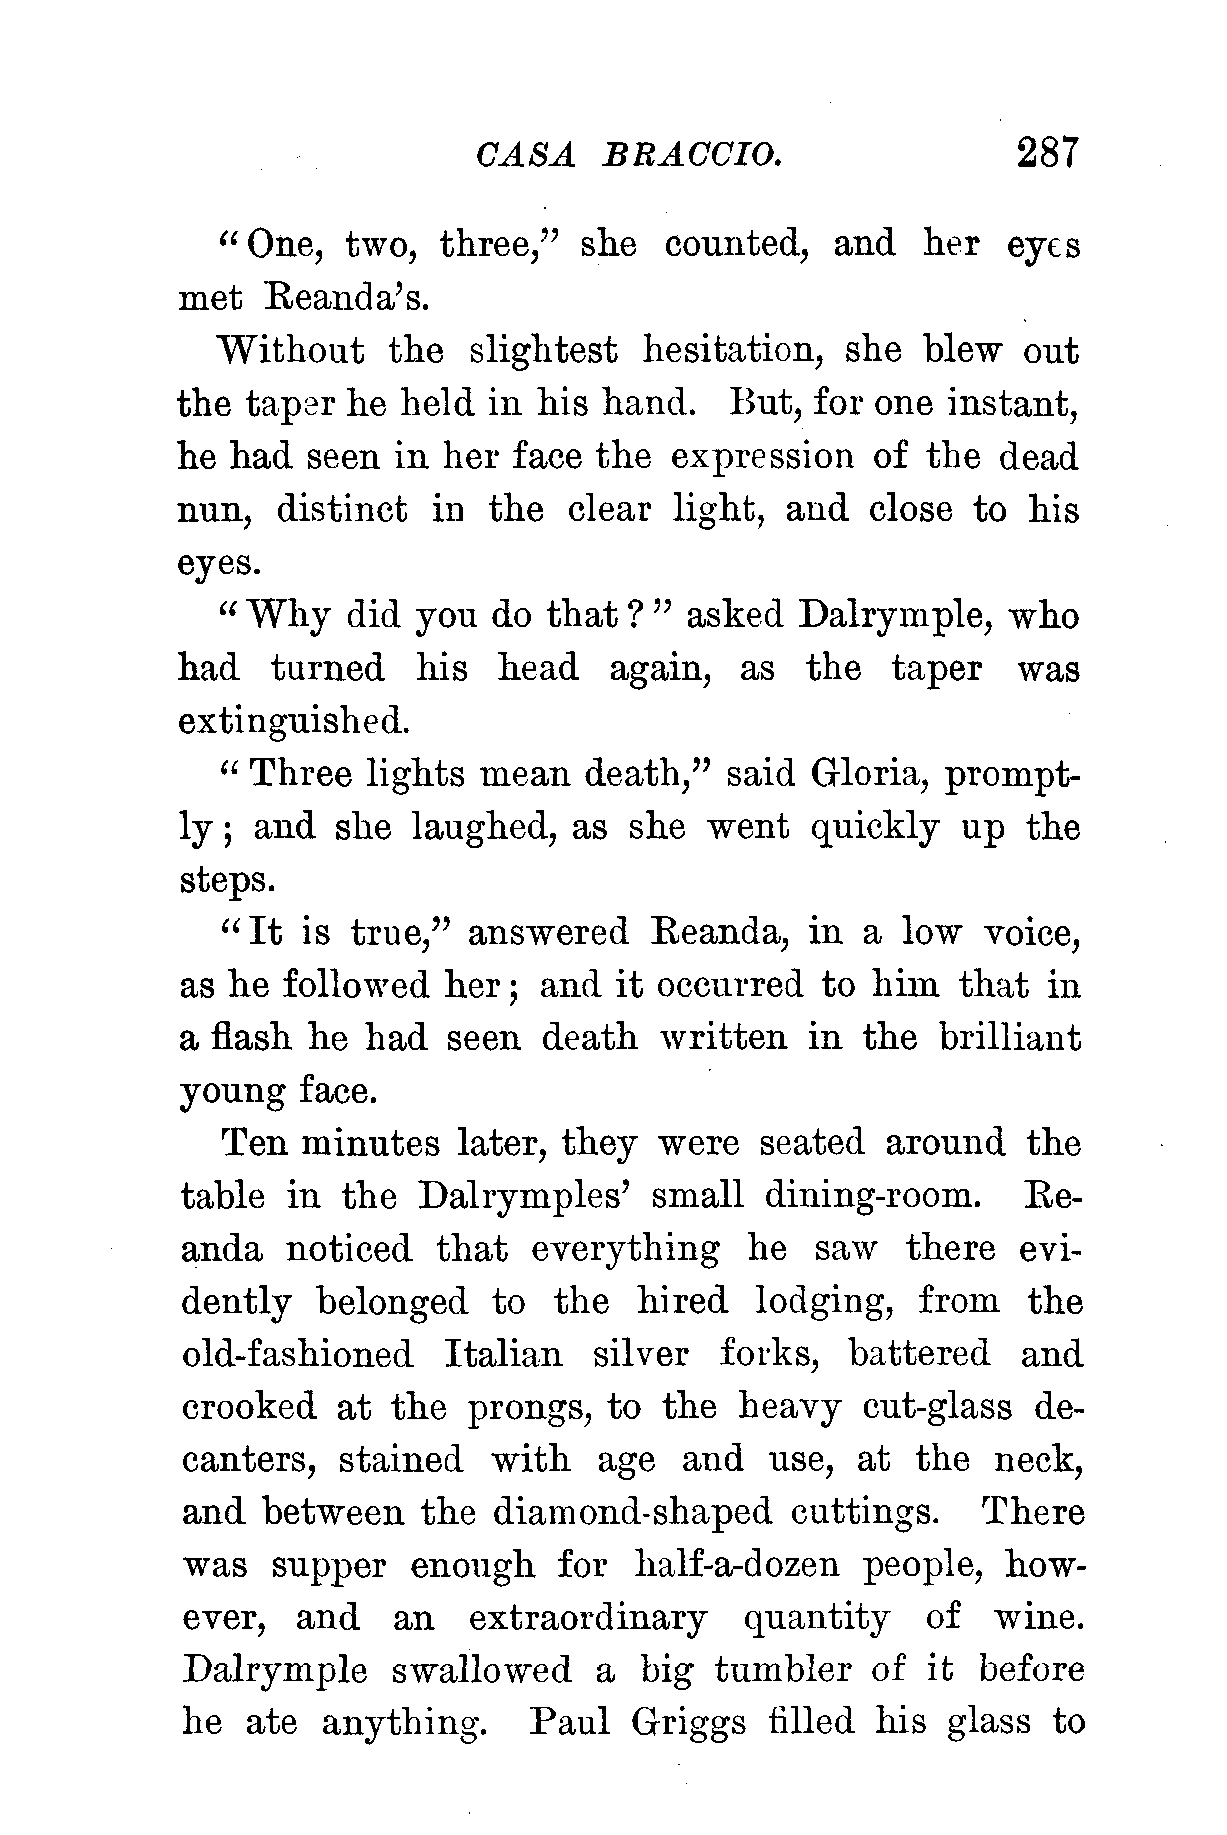 CASA BRACCIO. 287
“One, two, three,” she counted, and her eyes
met Reanda’s.
Without the slightest hesitation, she blew out
the taper he held in his hand. But, for one instant,
he had seen in her face the expression of the dead
nun, distinct in the clear light, and close to his
eyes.
“Why did you do that?” asked Dalrymple, who
had turned his head again, as the taper was
extinguished.
“Three lights mean death,” said Gloria, prompt-
ly; and she laughed, as she went quickly up the
steps.
“It is true,” answered Reanda, in a low voice,
as he followed her; and it occurred to him that in
a flash he had seen death written in the brilliant
young face.
Ten minutes later, they were seated around the
table in the Dalrymples’ small dining-room. Re-
anda noticed that everything he saw there evi-
dently belonged to the hired lodging, from the
old-fashioned Italian silver forks, battered and
crooked at the prongs, to the heavy cut-glass de-
canters, stained with age and use, at the neck,
and between the diamond-shaped cuttings. There
was supper enough for half-a-dozen people, how-
ever, and an extraordinary quantity of wine.
Dalrymple swallowed a big tumbler of it before
he ate anything. Paul Griggs filled his glass to